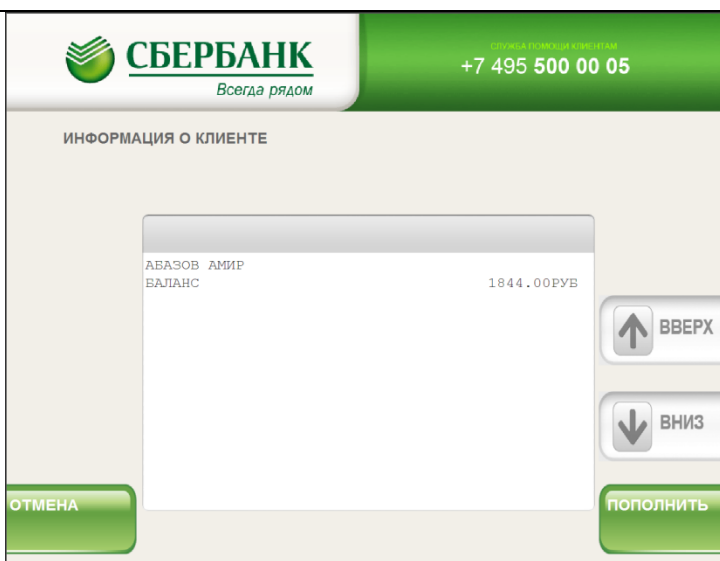 СБЕРБАНК
Всегда рядом
СЛУЖБА ПОМОЩИ КЛИЕНТАМ
+7 495 500 00 05
ИНФОРМАЦИЯ О КЛИЕНТЕ
АБАЗОВ АМИР
БАЛАНС 1844.00РУБ
ВВЕРХ
ВНИЗ
ОТМЕНА
ПОПОЛНИТЬ